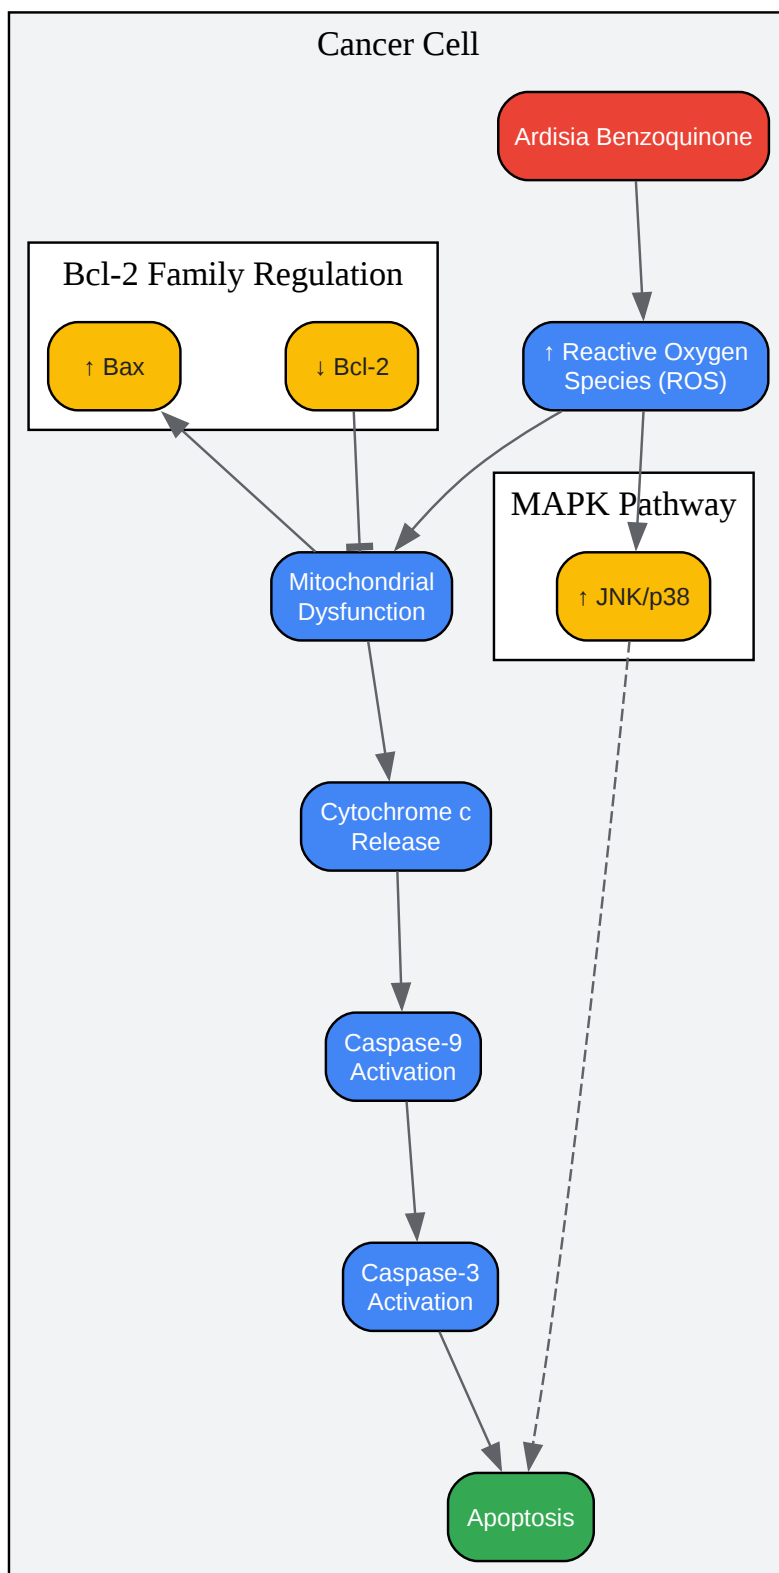 Cancer Cell
Ardisia Benzoquinone
Bcl-2 Family Regulation
↑ Bax
↓ Bcl-2
↑ Reactive Oxygen
Species (ROS)
MAPK Pathway
↑ JNK/p38
Mitochondrial
Dysfunction
Cytochrome c
Release
Caspase-9
Activation
Caspase-3
Activation
Apoptosis